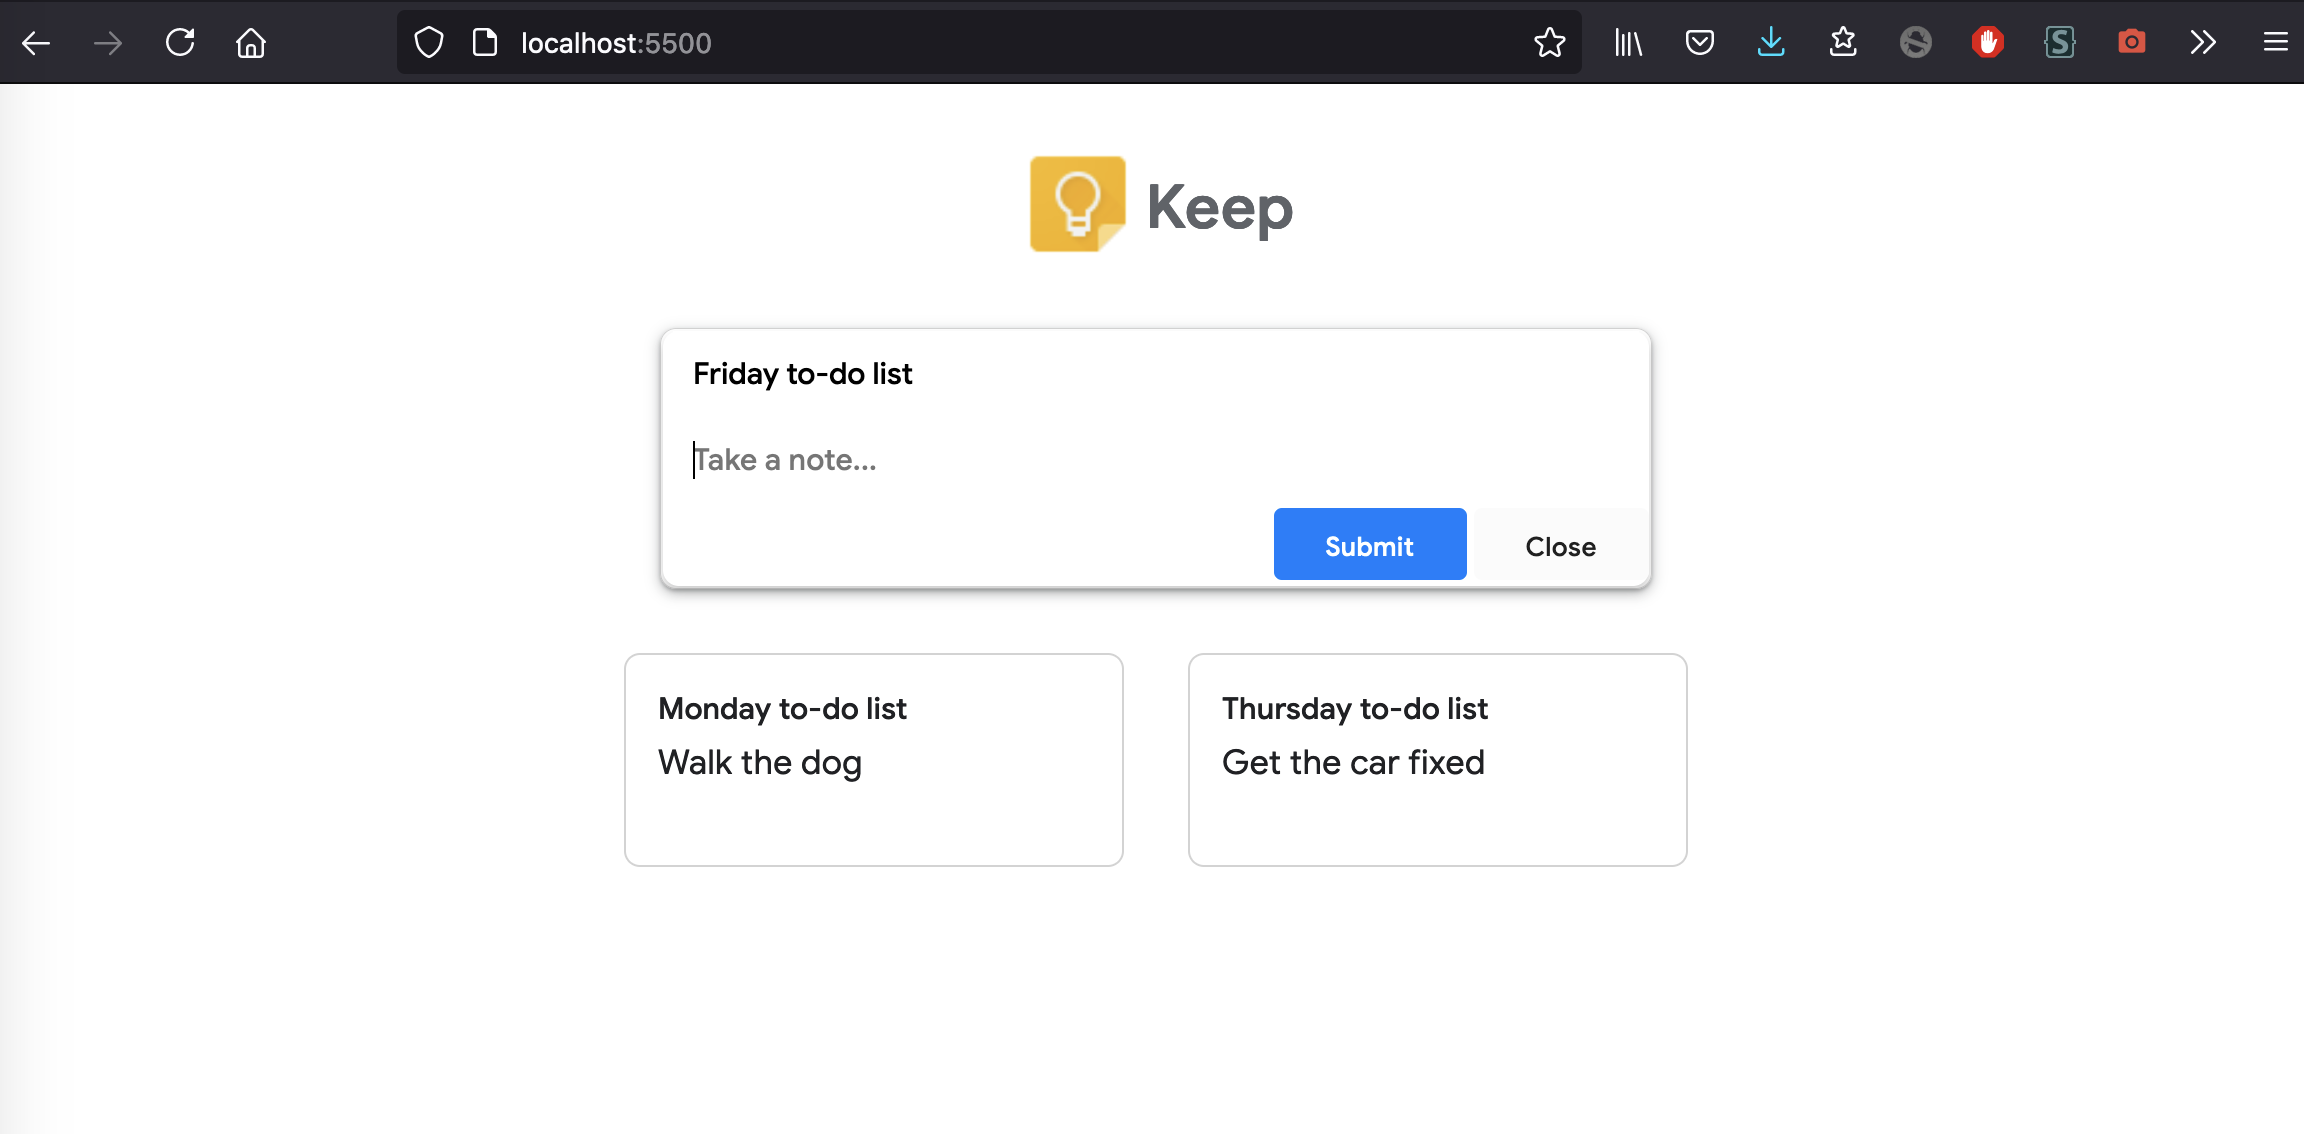 localhost:5500
Keep
Friday to-do list
Take a note...
Submit Close
Monday to-do list
Walk the dog
Thursday to-do list
Get the car fixed